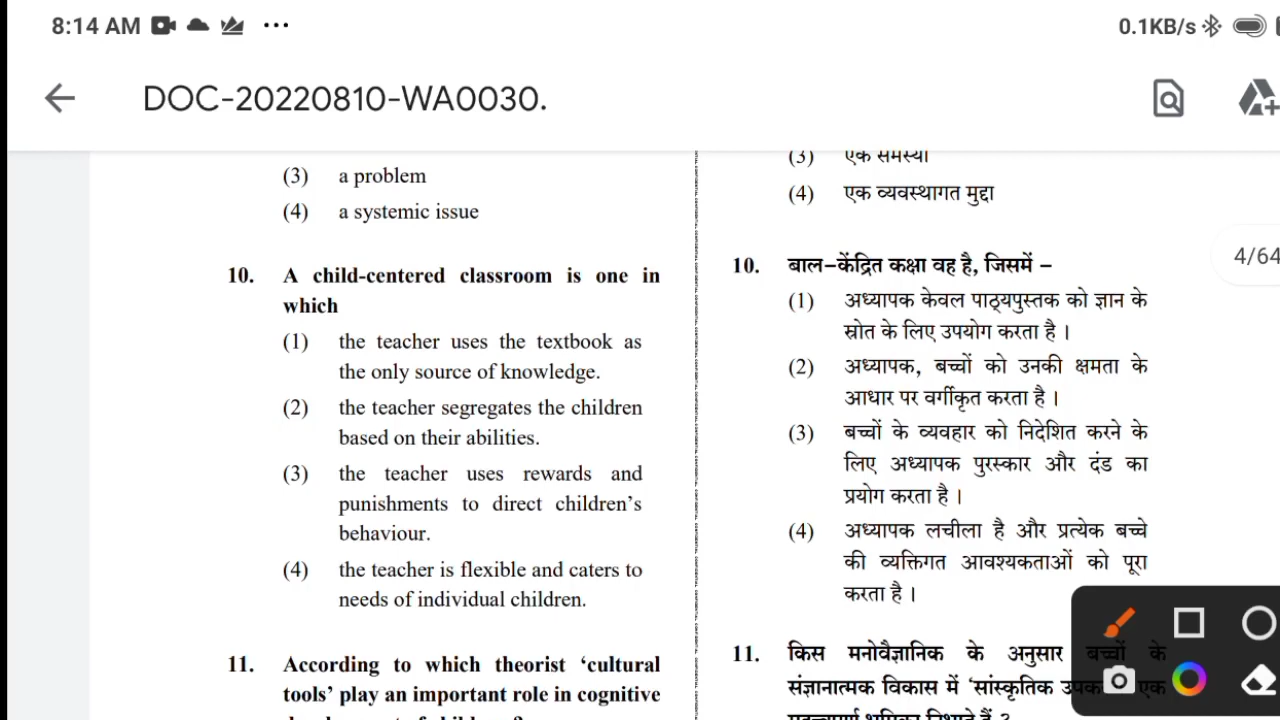 8:14 AM
0.1KB/s
DOC-20220810-WA0030.
4/64
(3) a problem
(4) a systemic issue
10. A child-centered classroom is one in
which
(1) the teacher uses the textbook as
the only source of knowledge.
(2) the teacher segregates the children
based on their abilities.
(3) the teacher uses rewards and
punishments to direct children's
behaviour.
(4) the teacher is flexible and caters to
needs of individual children.
11. According to which theorist 'cultural
tools' play an important role in cognitive
(3) एक समस्या
(4) एक व्यवस्थागत मुद्दा
10. बाल-केंद्रित कक्षा वह है, जिसमें –
(1) अध्यापक केवल पाठ्यपुस्तक को ज्ञान के
स्रोत के लिए उपयोग करता है ।
(2) अध्यापक, बच्चों को उनकी क्षमता के
आधार पर वर्गीकृत करता है ।
(3) बच्चों के व्यवहार को निदेशित करने के
लिए अध्यापक पुरस्कार और दंड का
प्रयोग करता है ।
(4) अध्यापक लचीला है और प्रत्येक बच्चे
की व्यक्तिगत आवश्यकताओं को पूरा
करता है ।
11. किस मनोवैज्ञानिक के अनुसार बच्चों के
संज्ञानात्मक विकास में 'सांस्कृतिक एक